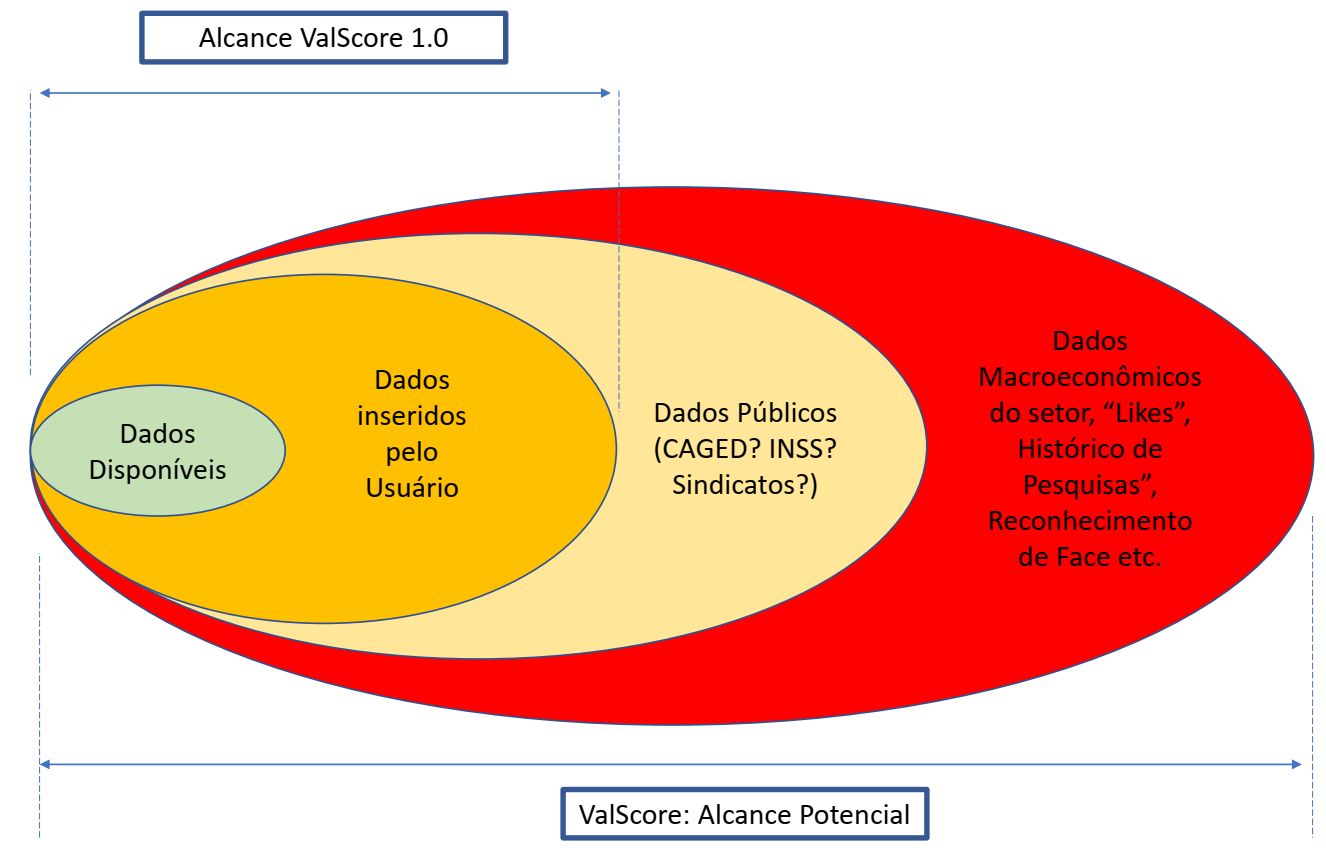 Alcance ValScore 1.0
Dados
Disponíveis
Dados
inseridos
pelo
Usuário
Dados Públicos
(CAGED? INSS?
Sindicatos?)
Dados
Macroeconômicos
do setor, “Likes”,
Histórico de
Pesquisas”,
Reconhecimento
de Face etc.
ValScore: Alcance Potencial